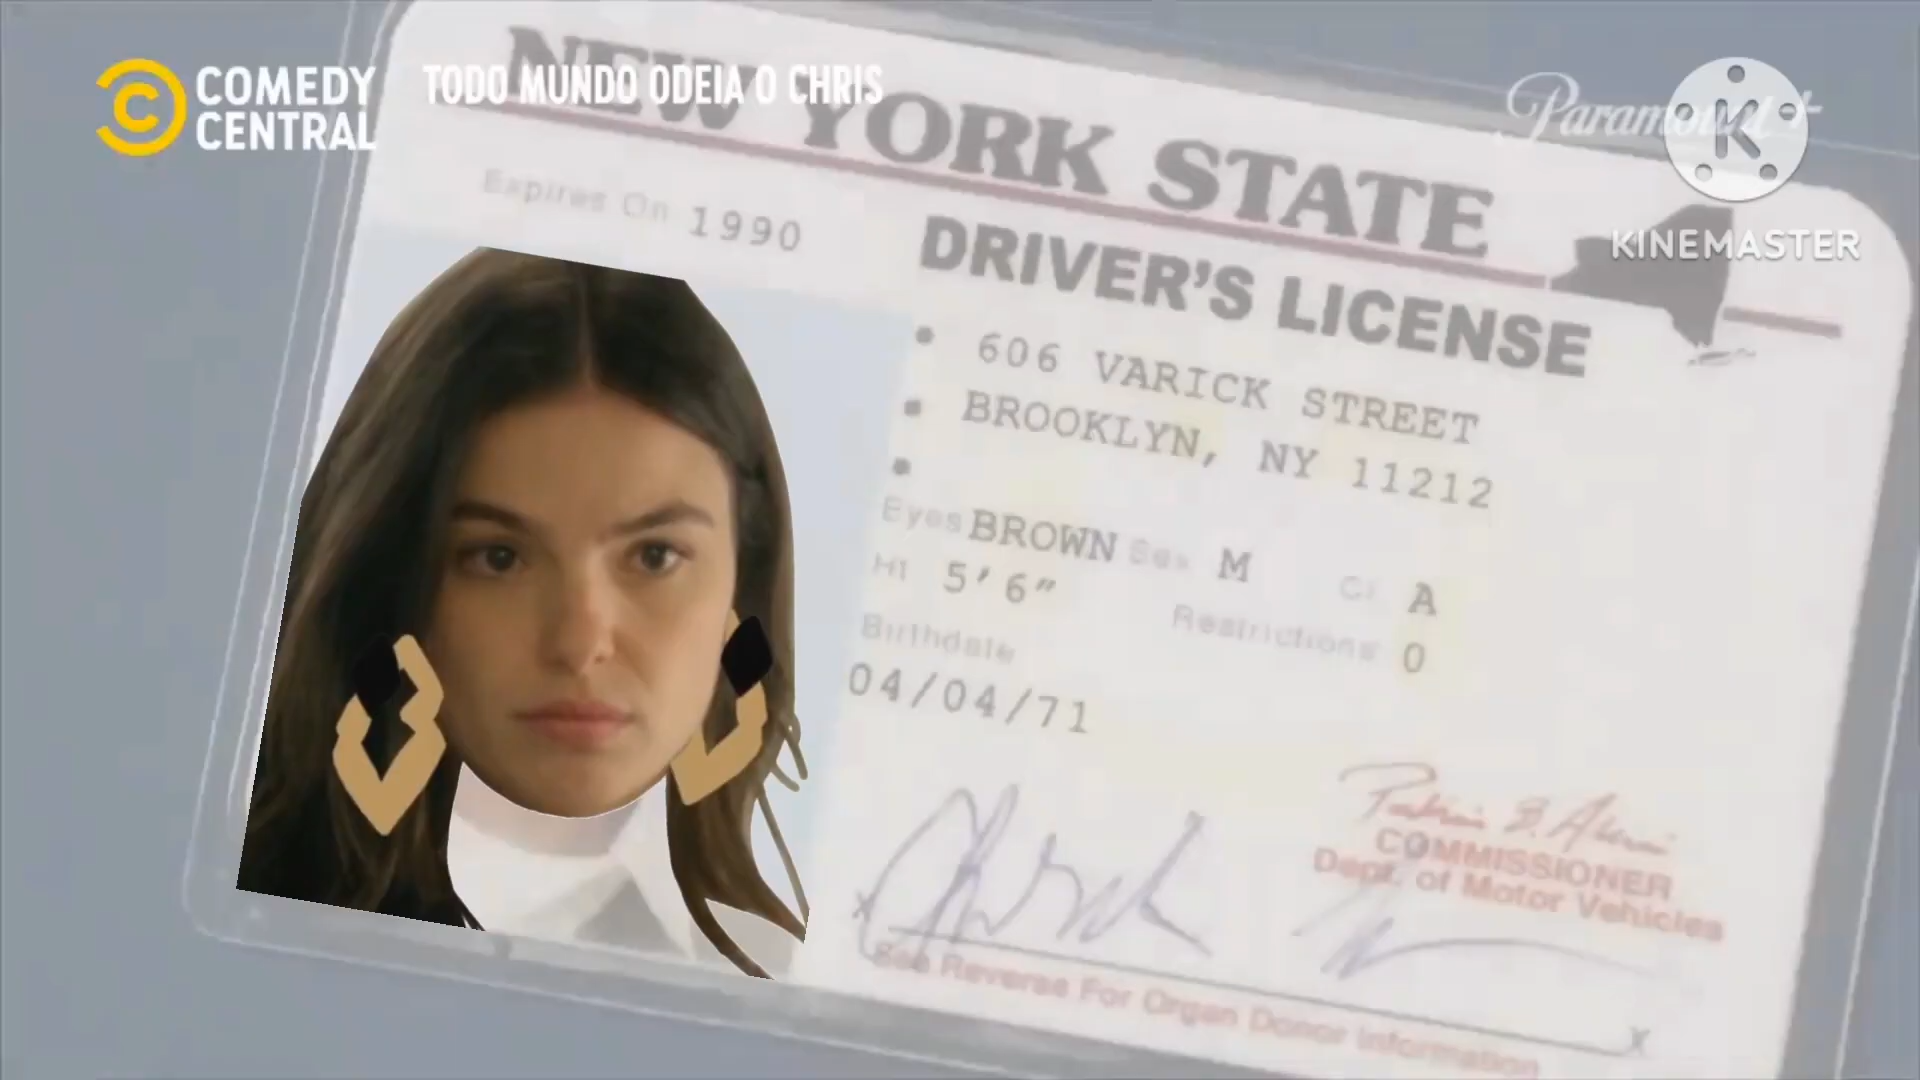 COMEDY
CENTRAL
TODO MUNDO ODEIA O CHRIS
Paramount+
K
KINEMASTER
NEW YORK STATE
Expires On 1990
DRIVER'S LICENSE
606 VARICK STREET
BROOKLYN, NY 11212
Eyes BROWN Sex M Cl A
Ht 5'6" Restrictions 0
Birthdate
04/04/71
COMMISSIONER
Dept. of Motor Vehicles
X
See Reverse For Organ Donor Information
X